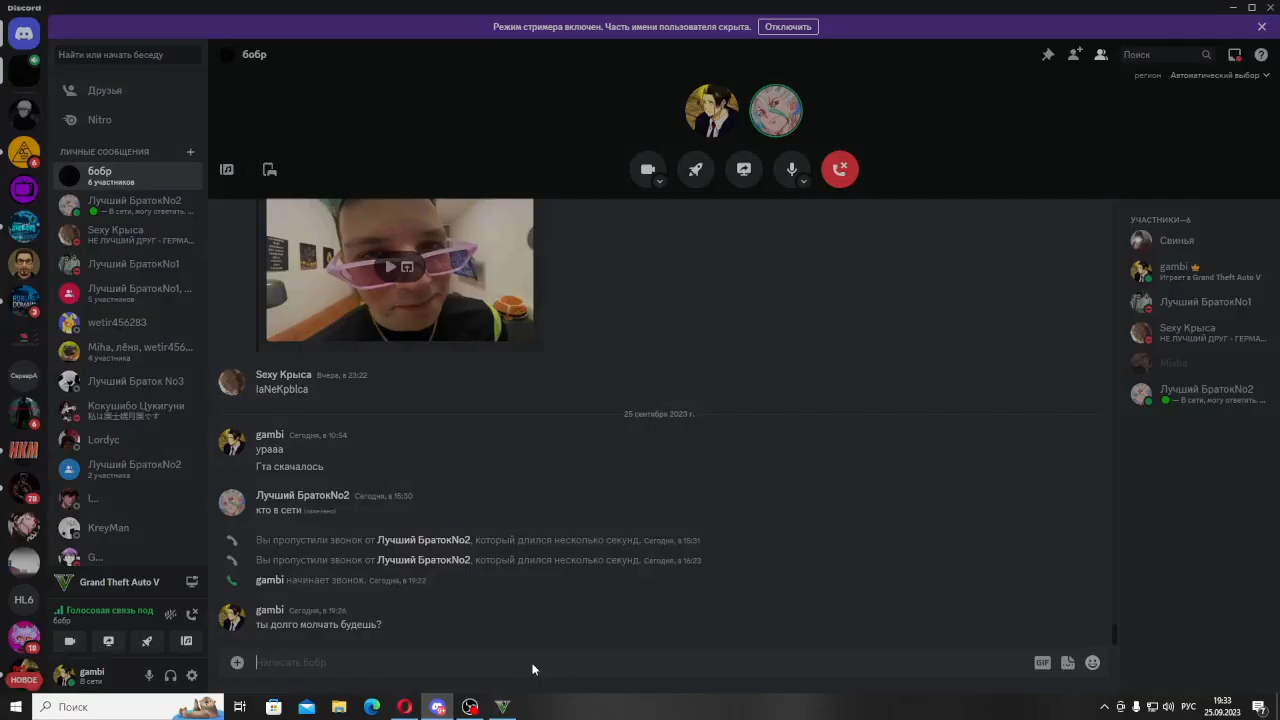 Discord
Режим стримера включен. Часть имени пользователя скрыта.
Отключить
Найти или начать беседу
бобр
Поиск
регион Автоматический выбор
Друзья
Nitro
ЛИЧНЫЕ СООБЩЕНИЯ
бобр
6 участников
Лучший БратокNo2
— В сети, могу ответить. ...
Sexy Крыса
НЕ ЛУЧШИЙ ДРУГ - ГЕРМА...
Лучший БратокNo1
Лучший БратокNo1, ...
5 участников
wetir456283
Miha, лёня, wetir456...
4 участника
Лучший Браток No3
Кокушибо Цукигуни
Lordyc
Лучший БратокNo2
2 участника
L...
KreyMan
G...
6
3
СерверА
6
78
HL6
18
НОВОЕ
Grand Theft Auto V
Голосовая связь под
бобр
gambi
В сети
Sexy Крыса Вчера, в 23:22
IaNeKpbIca
25 сентября 2023 г.
gambi Сегодня, в 10:54
урааа
Гта скачалось
Лучший БратокNo2 Сегодня, в 15:30
кто в сети (изменено)
Вы пропустили звонок от Лучший БратокNo2, который длился несколько секунд. Сегодня, в 15:31
Вы пропустили звонок от Лучший БратокNo2, который длился несколько секунд. Сегодня, в 16:23
gambi начинает звонок. Сегодня, в 19:22
gambi Сегодня, в 19:26
ты долго молчать будешь?
Написать бобр
GIF
УЧАСТНИКИ—6
Свинья
gambi
Играет в Grand Theft Auto V
Лучший БратокNo1
Sexy Крыса
НЕ ЛУЧШИЙ ДРУГ - ГЕРМА...
Misha
Лучший БратокNo2
— В сети, могу ответить. ...
Поиск
РУС
19:33
25.09.2023